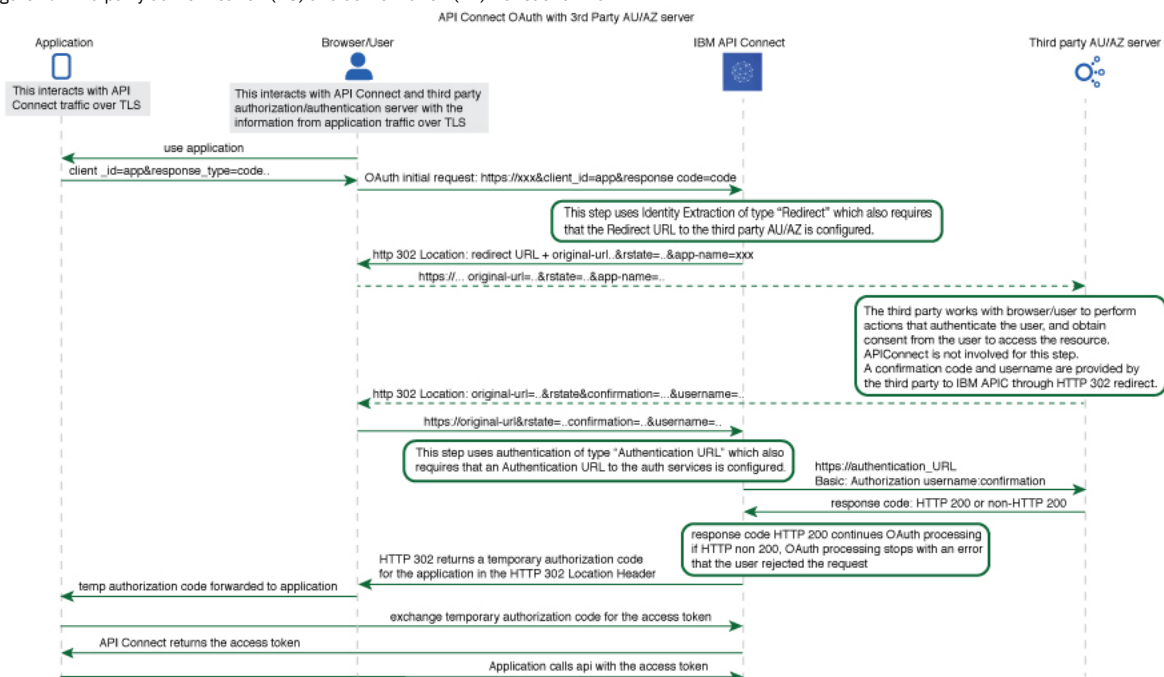 API Connect OAuth with 3rd Party AU/AZ server
Application
Browser/User
IBM API Connect
Third party AU/AZ server
This interacts with API
Connect traffic over TLS
This interacts with API Connect and third party
authorization/authentication server with the
information from application traffic over TLS
use application
client _id=app&response_type=code..
OAuth initial request: https://xxx&client_id=app&response code=code
This step uses Identity Extraction of type “Redirect” which also requires
that the Redirect URL to the third party AU/AZ is configured.
http 302 Location: redirect URL + original-url..&rstate=..&app-name=xxx
https://... original-url=..&rstate=..&app-name=..
The third party works with browser/user to perform
actions that authenticate the user, and obtain
consent from the user to access the resource.
APIConnect is not involved for this step.
A confirmation code and username are provided by
the third party to IBM APIC through HTTP 302 redirect.
http 302 Location: original-url=..&rstate&confirmation=...&username=..
https://original-url&rstate=..confirmation=..&username=..
This step uses authentication of type “Authentication URL” which also
requires that an Authentication URL to the auth services is configured.
https://authentication_URL
Basic: Authorization username:confirmation
response code: HTTP 200 or non-HTTP 200
response code HTTP 200 continues OAuth processing
if HTTP non 200, OAuth processing stops with an error
that the user rejected the request
HTTP 302 returns a temporary authorization code
for the application in the HTTP 302 Location Header
temp authorization code forwarded to application
exchange temporary authorization code for the access token
API Connect returns the access token
Application calls api with the access token